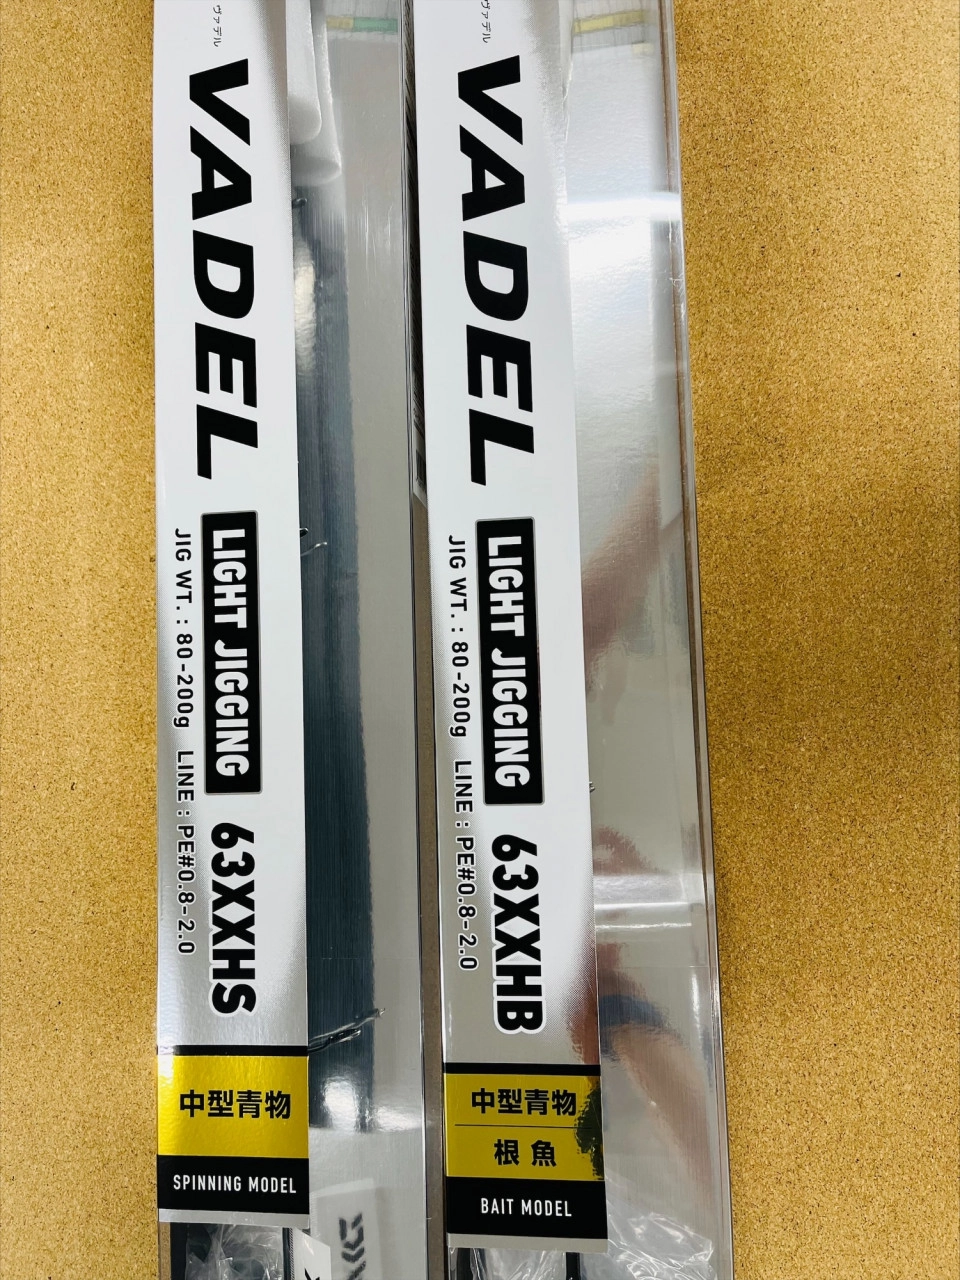 ヴァデル
VADEL
LIGHT JIGGING
63XXHS
JIG WT. : 80-200g LINE : PE#0.8-2.0
中型青物
SPINNING MODEL
ヴァデル
VADEL
LIGHT JIGGING
63XXHB
JIG WT. : 80-200g LINE : PE#0.8-2.0
中型青物
根魚
BAIT MODEL